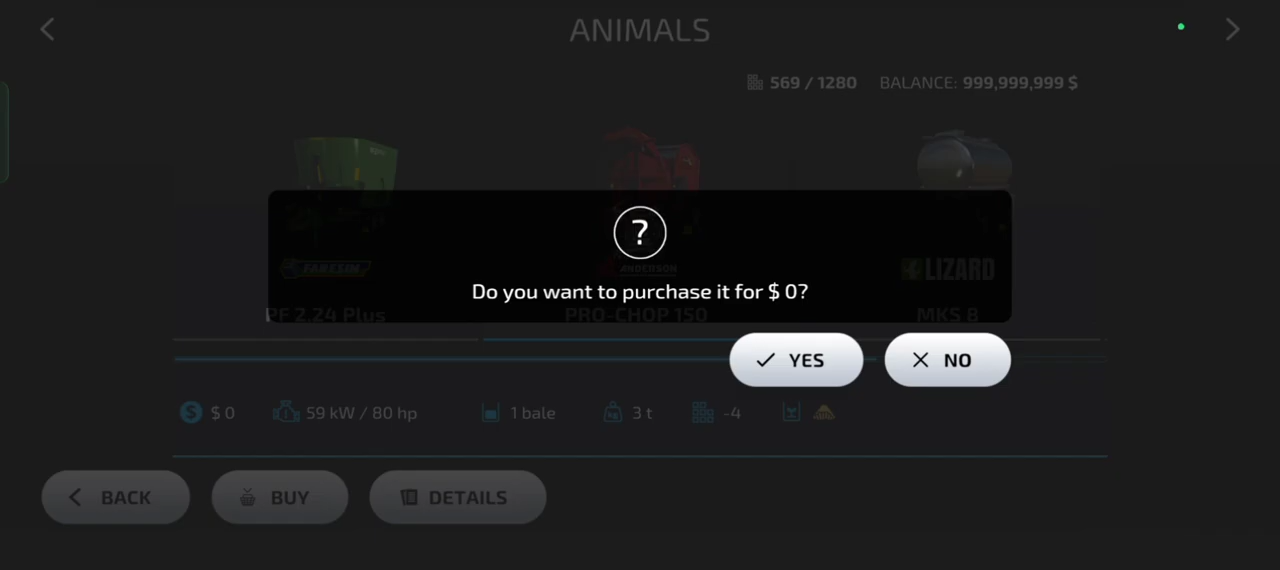 ANIMALS
569 / 1280 BALANCE: 999,999,999 $
?
FARESIN ANDERSON LIZARD
Do you want to purchase it for $ 0?
PF 2.24 Plus PRO-CHOP 150 MKS 8
YES NO
$ 0 59 kW / 80 hp 1 bale 3 t -4
BACK BUY DETAILS